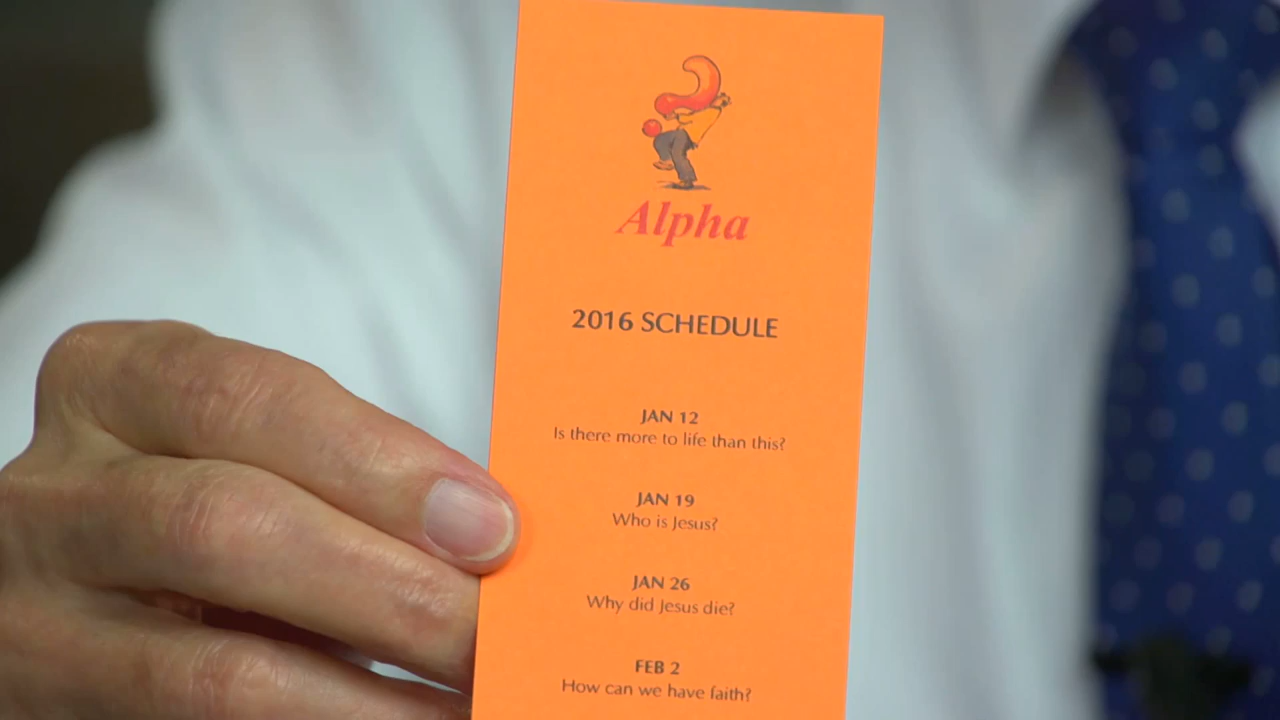 Alpha
2016 SCHEDULE
JAN 12
Is there more to life than this?
JAN 19
Who is Jesus?
JAN 26
Why did Jesus die?
FEB 2
How can we have faith?